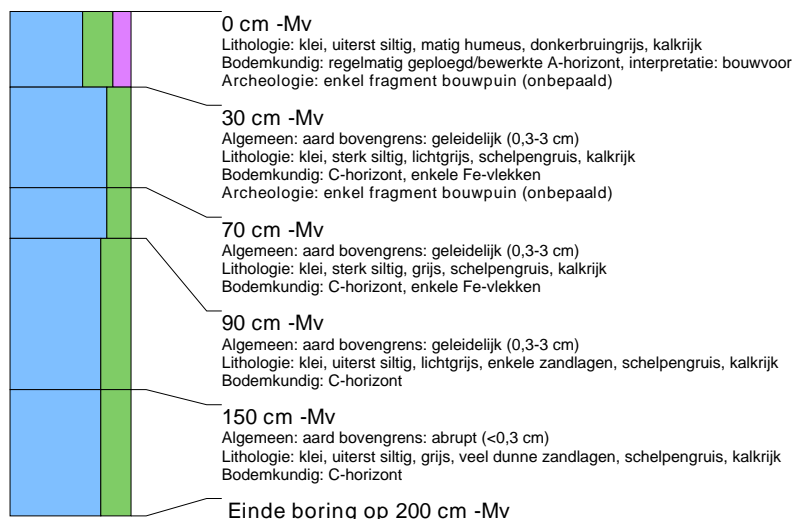 0 cm -Mv
Lithologie: klei, uiterst siltig, matig humeus, donkerbruingrijs, kalkrijk
Bodemkundig: regelmatig geploegd/bewerkte A-horizont, interpretatie: bouwvoor
Archeologie: enkel fragment bouwpuin (onbepaald)
30 cm -Mv
Algemeen: aard bovengrens: geleidelijk (0,3-3 cm)
Lithologie: klei, sterk siltig, lichtgrijs, schelpengruis, kalkrijk
Bodemkundig: C-horizont, enkele Fe-vlekken
Archeologie: enkel fragment bouwpuin (onbepaald)
70 cm -Mv
Algemeen: aard bovengrens: geleidelijk (0,3-3 cm)
Lithologie: klei, sterk siltig, grijs, schelpengruis, kalkrijk
Bodemkundig: C-horizont, enkele Fe-vlekken
90 cm -Mv
Algemeen: aard bovengrens: geleidelijk (0,3-3 cm)
Lithologie: klei, uiterst siltig, lichtgrijs, enkele zandlagen, schelpengruis, kalkrijk
Bodemkundig: C-horizont
150 cm -Mv
Algemeen: aard bovengrens: abrupt (<0,3 cm)
Lithologie: klei, uiterst siltig, grijs, veel dunne zandlagen, schelpengruis, kalkrijk
Bodemkundig: C-horizont
Einde boring op 200 cm -Mv